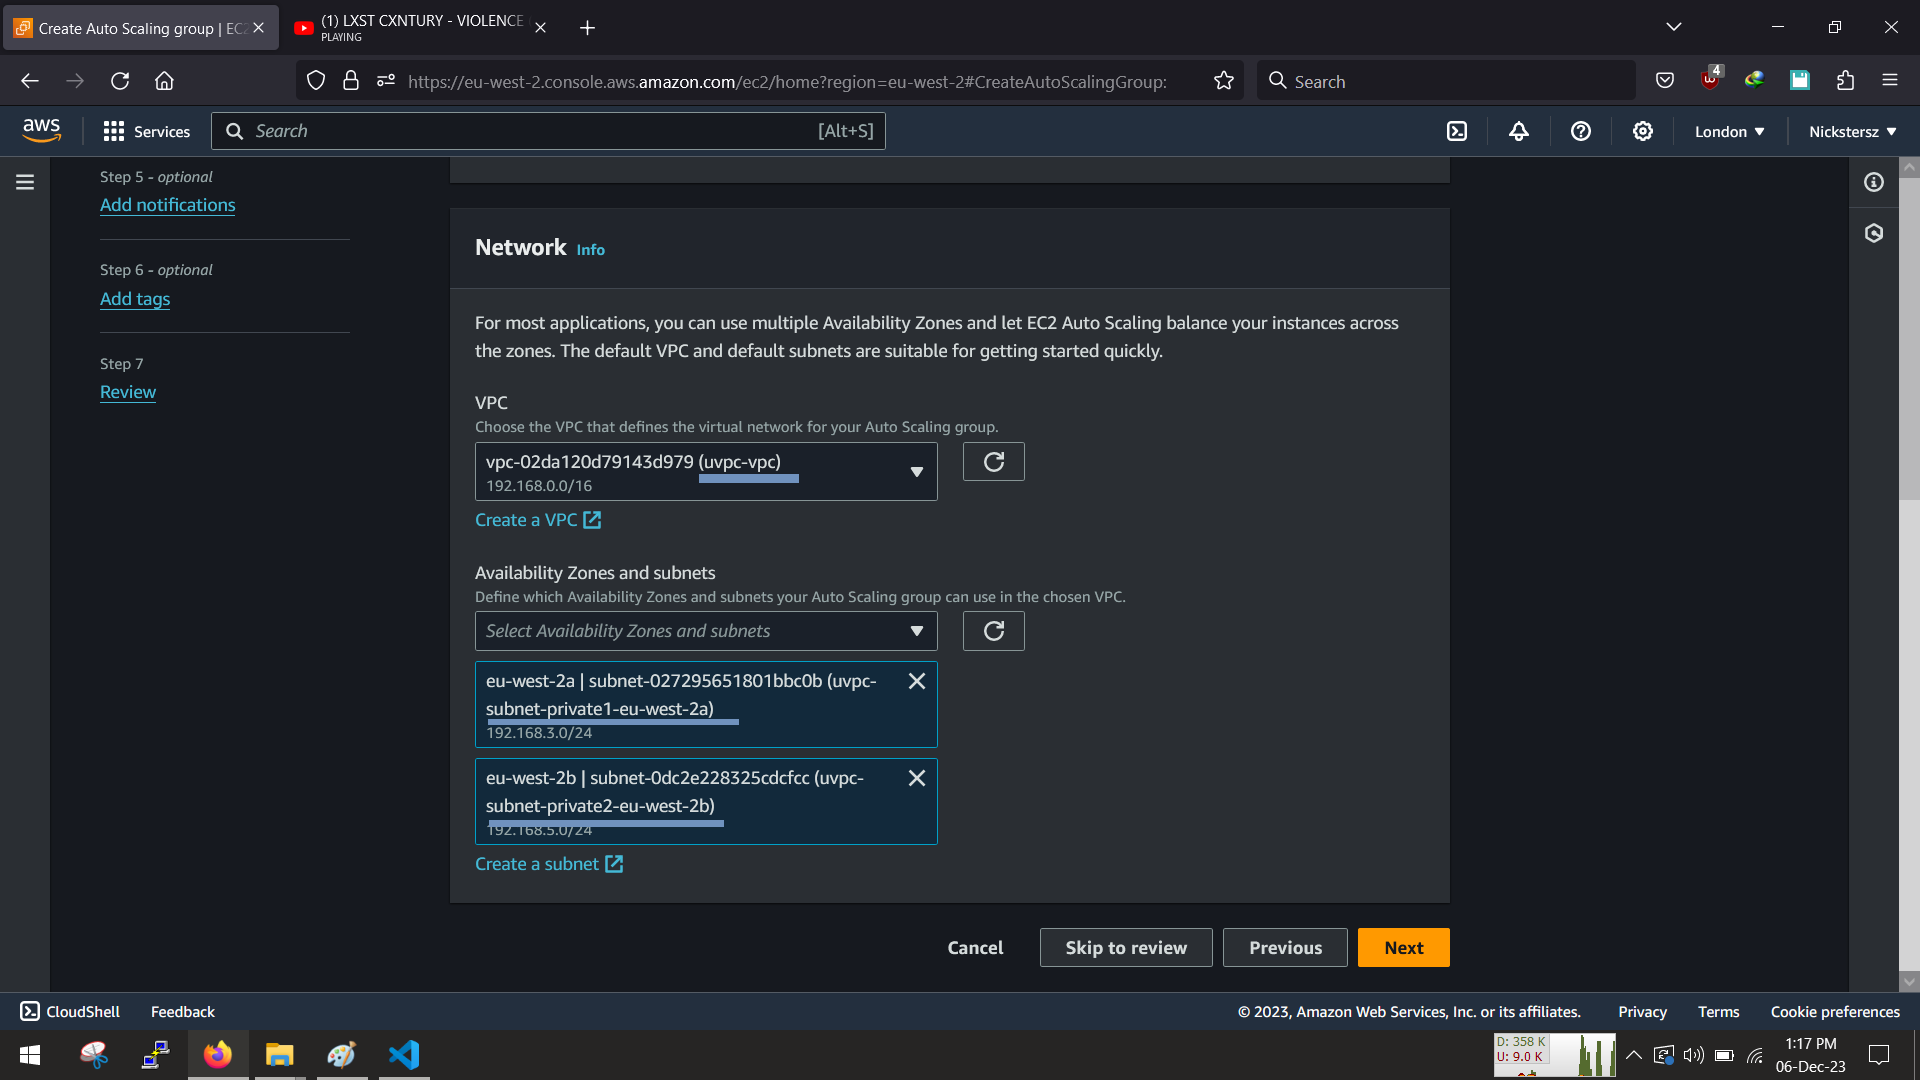 Create Auto Scaling group | EC2
(1) LXST CXNTURY - VIOLENCE
PLAYING
https://eu-west-2.console.aws.amazon.com/ec2/home?region=eu-west-2#CreateAutoScalingGroup:
Search
4
aws
Services
Search
[Alt+S]
London
Nickstersz
Step 5 - optional
Add notifications
Step 6 - optional
Add tags
Step 7
Review
Network Info
For most applications, you can use multiple Availability Zones and let EC2 Auto Scaling balance your instances across
the zones. The default VPC and default subnets are suitable for getting started quickly.
VPC
Choose the VPC that defines the virtual network for your Auto Scaling group.
vpc-02da120d79143d979 (uvpc-vpc)
192.168.0.0/16
Create a VPC
Availability Zones and subnets
Define which Availability Zones and subnets your Auto Scaling group can use in the chosen VPC.
Select Availability Zones and subnets
eu-west-2a | subnet-027295651801bbc0b (uvpc-
subnet-private1-eu-west-2a)
192.168.3.0/24
eu-west-2b | subnet-0dc2e228325cdcfcc (uvpc-
subnet-private2-eu-west-2b)
192.168.5.0/24
Create a subnet
Cancel
Skip to review
Previous
Next
CloudShell
Feedback
© 2023, Amazon Web Services, Inc. or its affiliates.
Privacy
Terms
Cookie preferences
D: 358 K
U: 9.0 K
1:17 PM
06-Dec-23